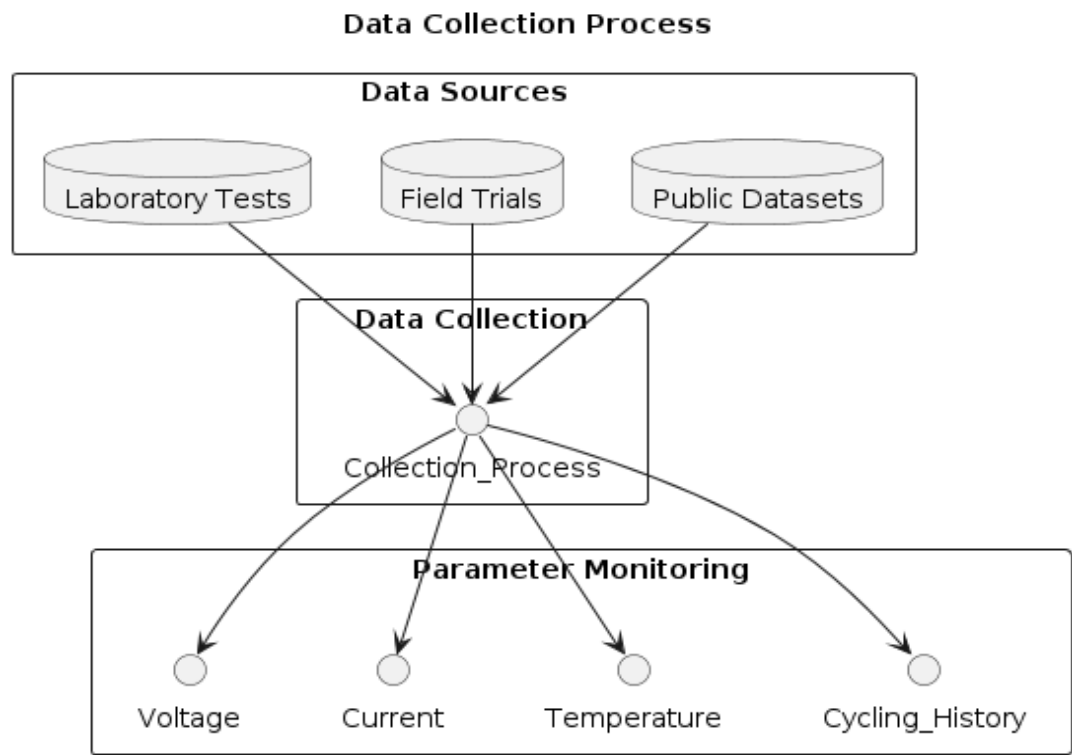 Data Collection Process
Data Sources
Laboratory Tests
Field Trials
Public Datasets
Data Collection
Collection_Process
Parameter Monitoring
Voltage
Current
Temperature
Cycling_History